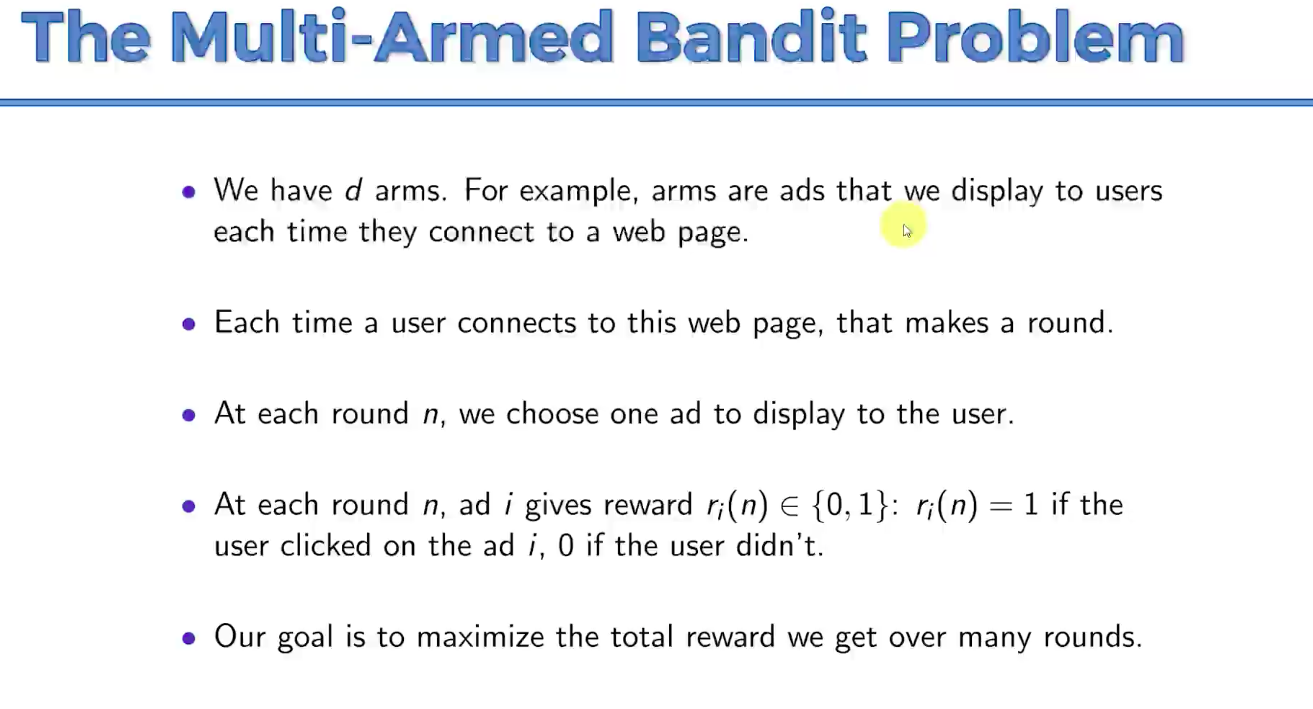 The Multi-Armed Bandit Problem
We have d arms. For example, arms are ads that we display to users
each time they connect to a web page.
Each time a user connects to this web page, that makes a round.
At each round n, we choose one ad to display to the user.
At each round n, ad i gives reward rᵢ(n) ∈ {0, 1}: rᵢ(n) = 1 if the
user clicked on the ad i, 0 if the user didn't.
Our goal is to maximize the total reward we get over many rounds.